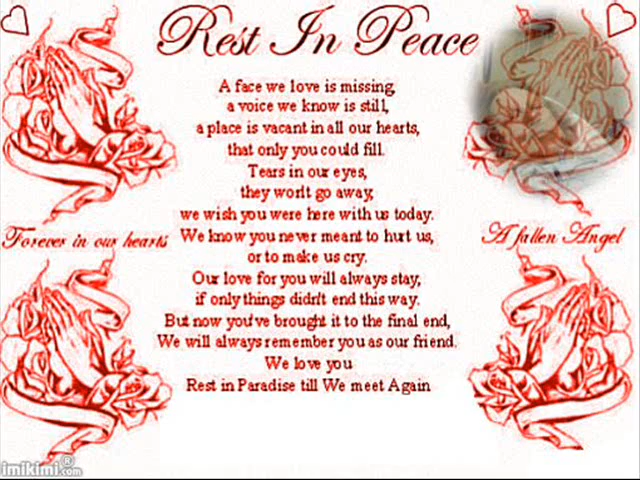 Rest In Peace
A face we love is missing,
a voice we know is still,
a place is vacant in all our hearts,
that only you could fill.
Tears in our eyes,
they won't go away,
we wish you were here with us today.
Forever in our hearts
We know you never meant to hurt us,
A fallen Angel
or to make us cry.
Our love for you will always stay,
if only things didn't end this way.
But now you've brought it to the final end,
We will always remember you as our friend.
We love you
Rest in Paradise till We meet Again
imikimi.com®